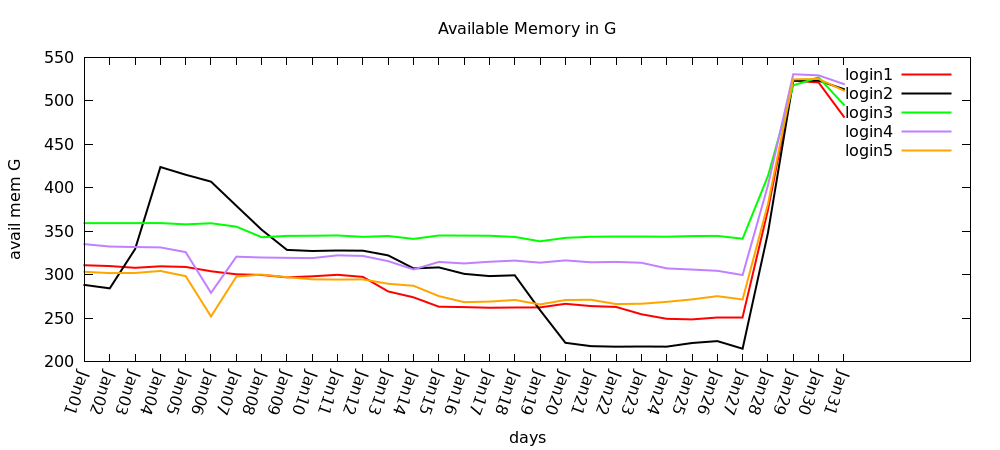 Available Memory in G
avail mem G
550
500
450
400
350
300
250
200
login1
login2
login3
login4
login5
Jan01
Jan02
Jan03
Jan04
Jan05
Jan06
Jan07
Jan08
Jan09
Jan10
Jan11
Jan12
Jan13
Jan14
Jan15
Jan16
Jan17
Jan18
Jan19
Jan20
Jan21
Jan22
Jan23
Jan24
Jan25
Jan26
Jan27
Jan28
Jan29
Jan30
Jan31
days